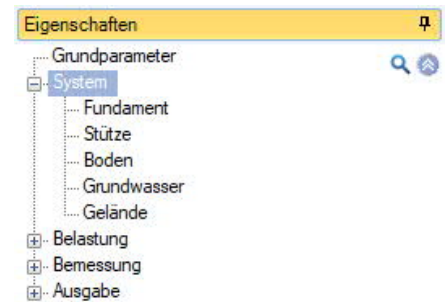 Eigenschaften
Grundparameter
System
Fundament
Stütze
Boden
Grundwasser
Gelände
Belastung
Bemessung
Ausgabe